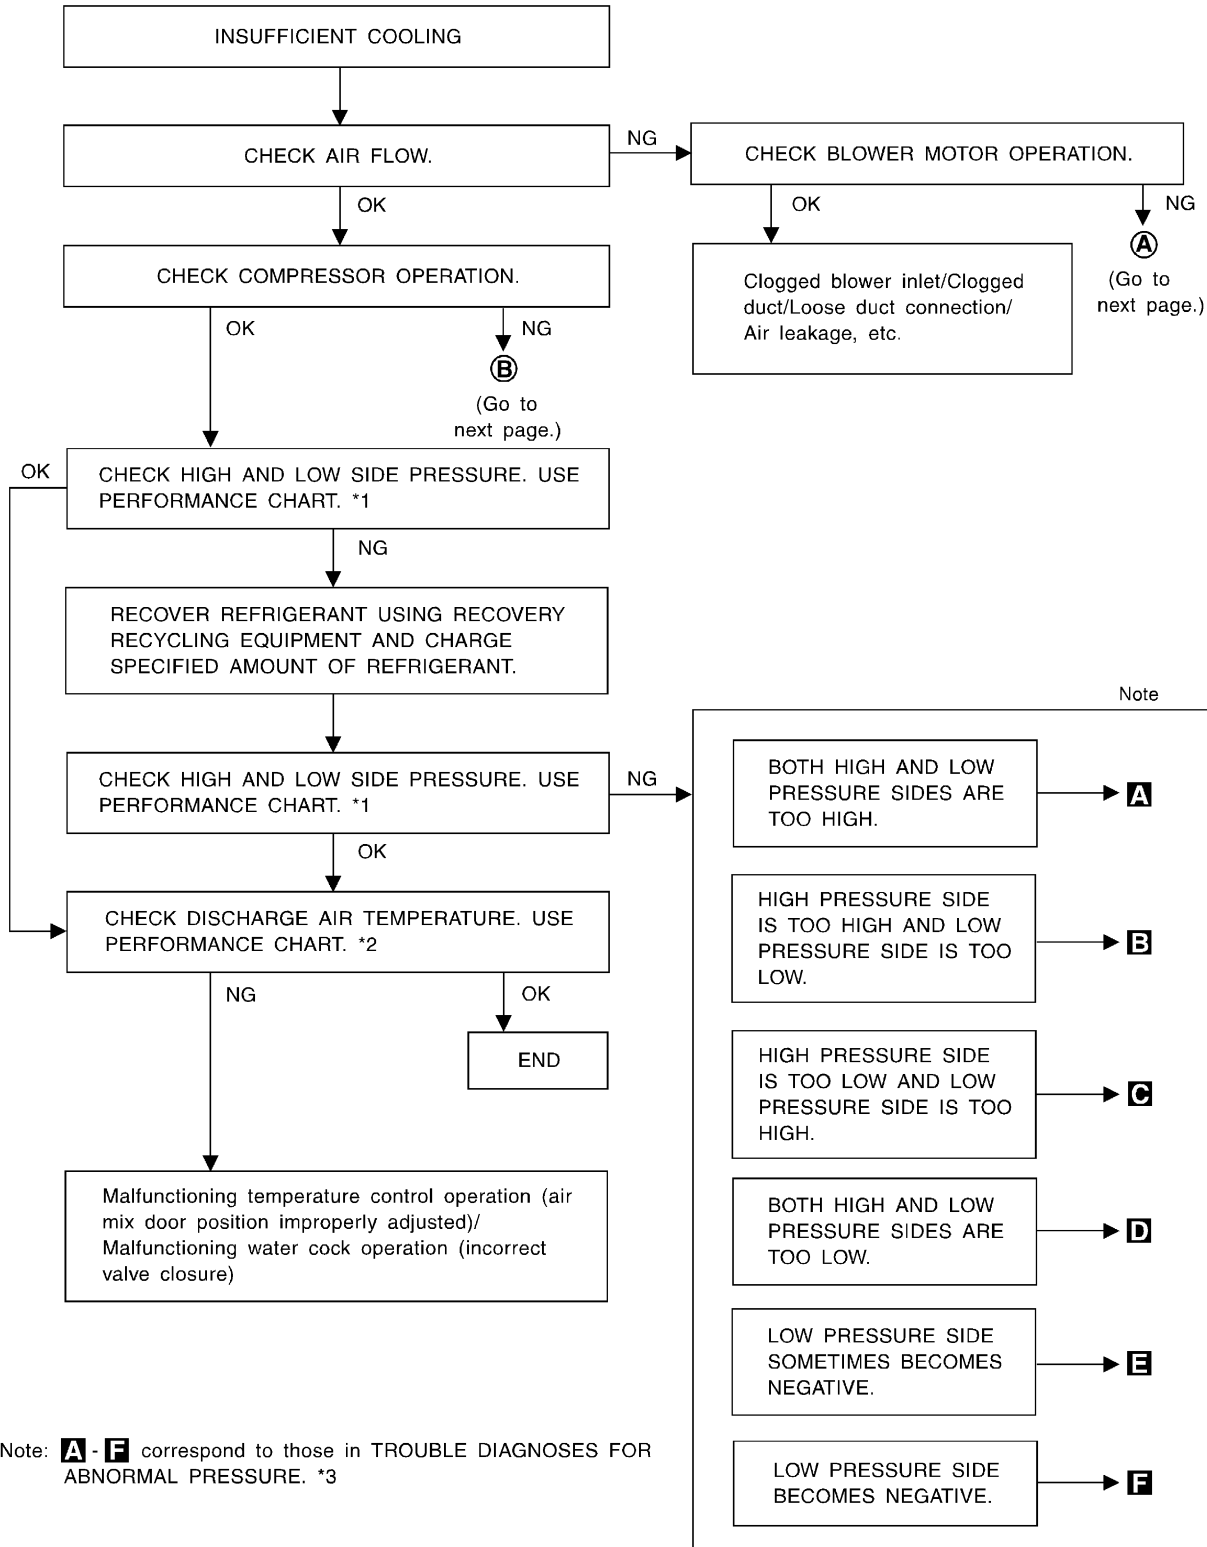 INSUFFICIENT COOLING
CHECK AIR FLOW.
NG
CHECK BLOWER MOTOR OPERATION.
OK
OK
NG
A
(Go to
next page.)
Clogged blower inlet/Clogged
duct/Loose duct connection/
Air leakage, etc.
CHECK COMPRESSOR OPERATION.
OK
NG
B
(Go to
next page.)
OK
CHECK HIGH AND LOW SIDE PRESSURE. USE
PERFORMANCE CHART. *1
NG
RECOVER REFRIGERANT USING RECOVERY
RECYCLING EQUIPMENT AND CHARGE
SPECIFIED AMOUNT OF REFRIGERANT.
CHECK HIGH AND LOW SIDE PRESSURE. USE
PERFORMANCE CHART. *1
NG
OK
CHECK DISCHARGE AIR TEMPERATURE. USE
PERFORMANCE CHART. *2
NG
OK
END
Malfunctioning temperature control operation (air
mix door position improperly adjusted)/
Malfunctioning water cock operation (incorrect
valve closure)
Note
BOTH HIGH AND LOW
PRESSURE SIDES ARE
TOO HIGH.
A
HIGH PRESSURE SIDE
IS TOO HIGH AND LOW
PRESSURE SIDE IS TOO
LOW.
B
HIGH PRESSURE SIDE
IS TOO LOW AND LOW
PRESSURE SIDE IS TOO
HIGH.
C
BOTH HIGH AND LOW
PRESSURE SIDES ARE
TOO LOW.
D
LOW PRESSURE SIDE
SOMETIMES BECOMES
NEGATIVE.
E
LOW PRESSURE SIDE
BECOMES NEGATIVE.
F
Note: A - F correspond to those in TROUBLE DIAGNOSES FOR
ABNORMAL PRESSURE. *3